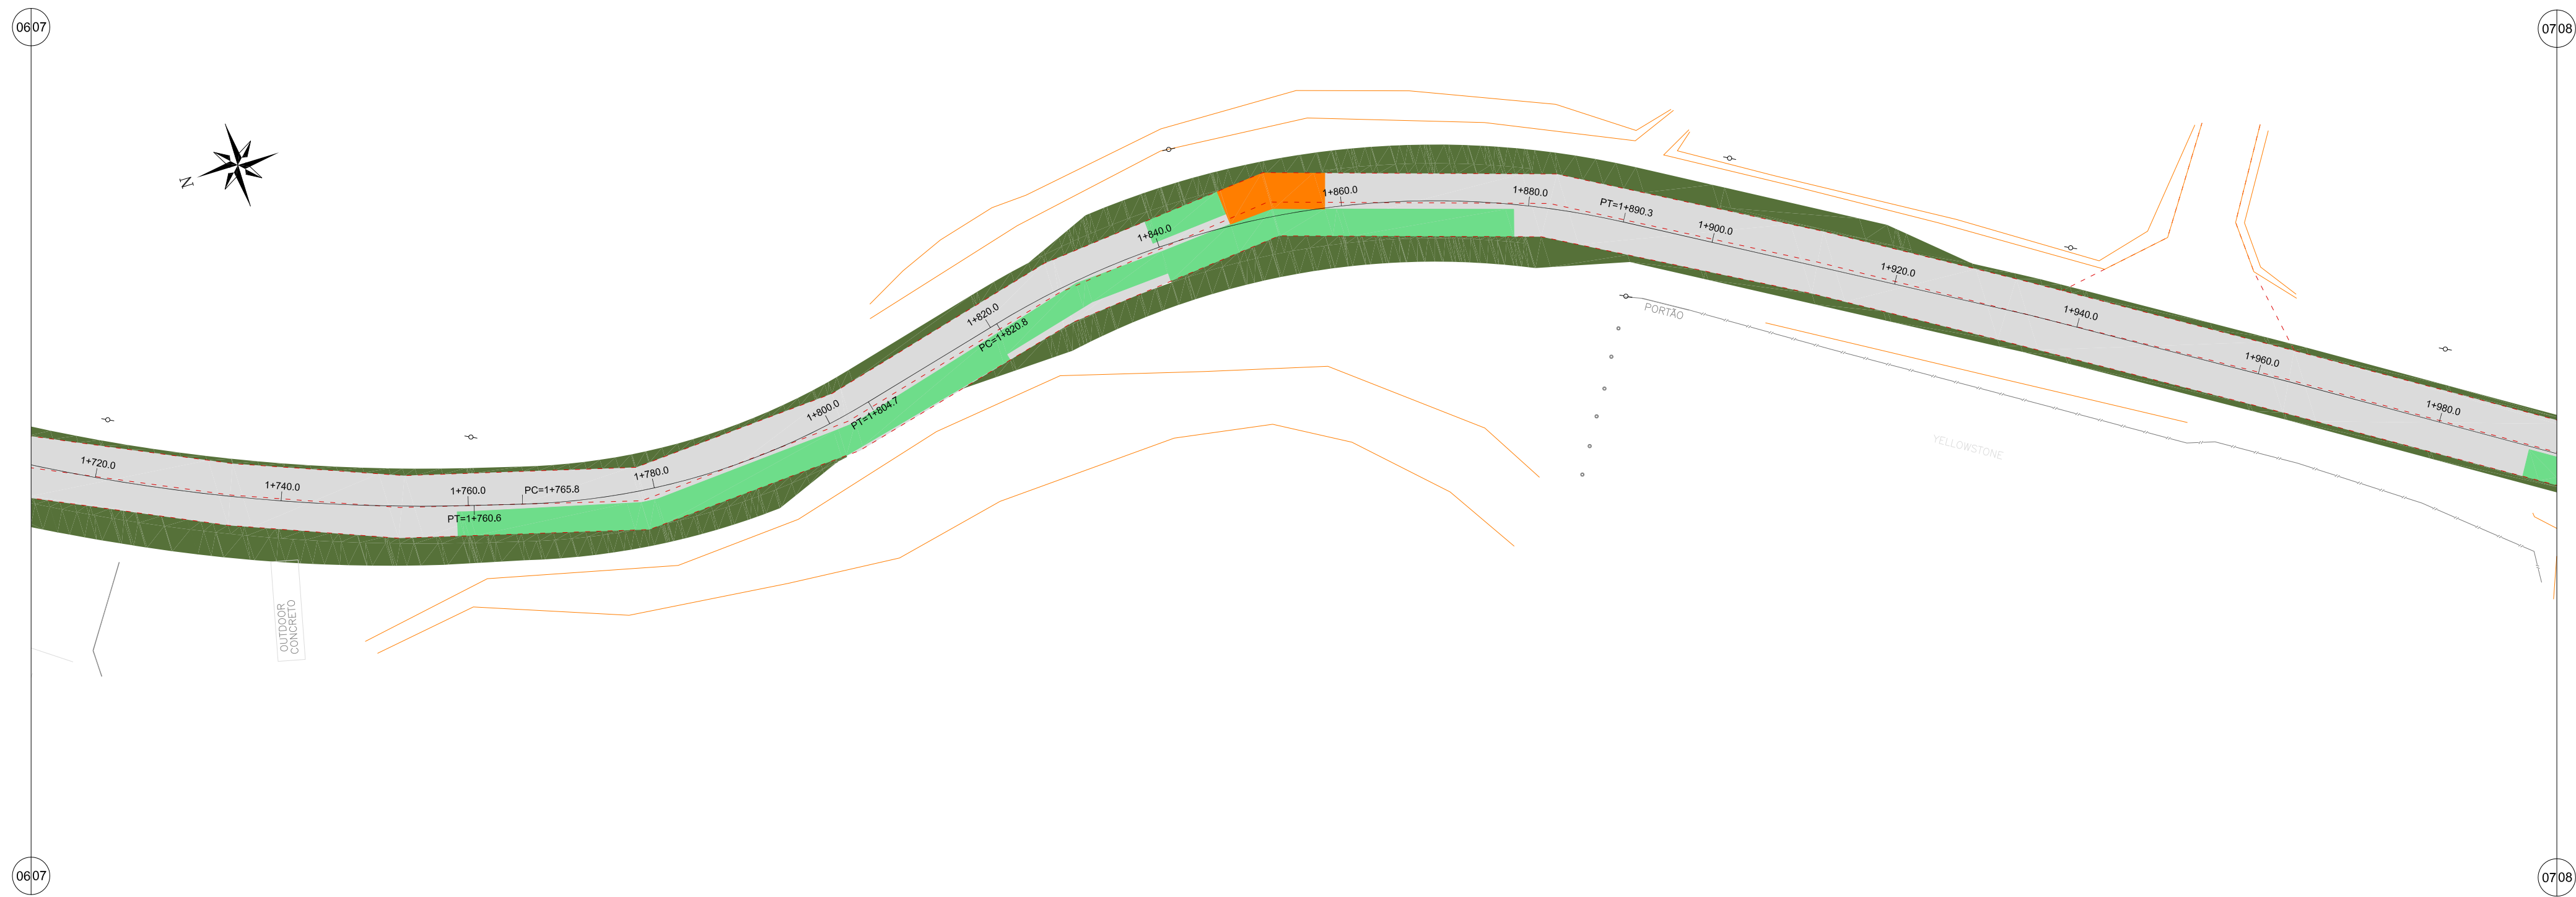 06 07
07 08
N
1+720.0
1+740.0
1+760.0
PT=1+760.6
PC=1+765.8
1+780.0
1+800.0
PT=1+804.7
1+820.0
PC=1+820.8
1+840.0
1+860.0
1+880.0
PT=1+890.3
1+900.0
1+920.0
1+940.0
1+960.0
1+980.0
PORTÃO
YELLOWSTONE
OUTDOOR
CONCRETO
06 07
07 08